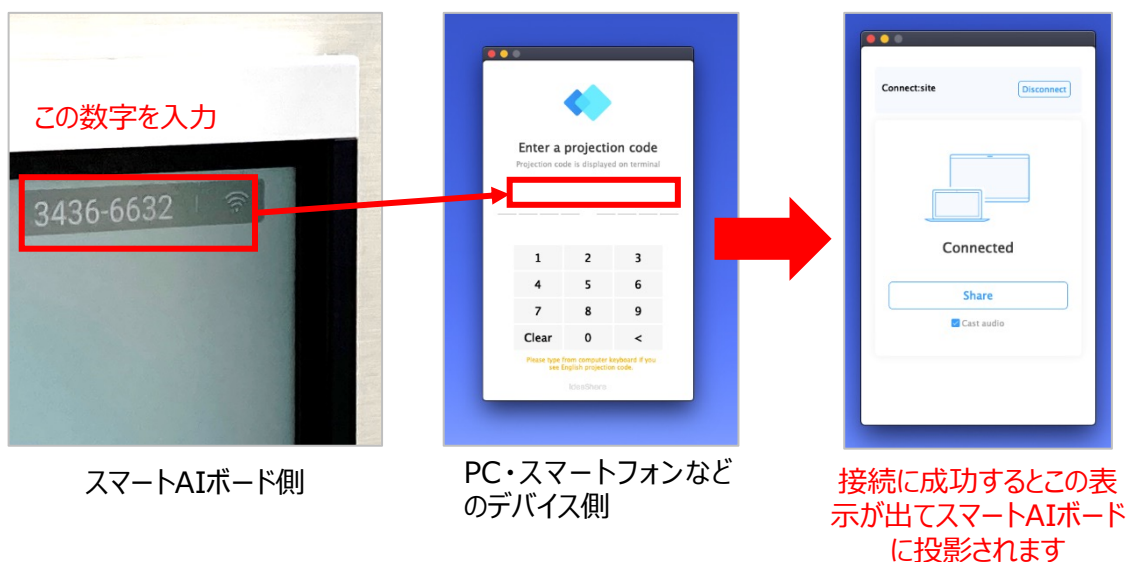 この数字を入力
3436-6632
スマートAIボード側
Enter a projection code
Projection code is displayed on terminal
1 2 3
4 5 6
7 8 9
Clear 0 <
Please type from computer keyboard if you
see English projection code.
IdeaShare
PC・スマートフォンなど
のデバイス側
Connect:site
Disconnect
Connected
Share
Cast audio
接続に成功するとこの表
示が出てスマートAIボード
に投影されます